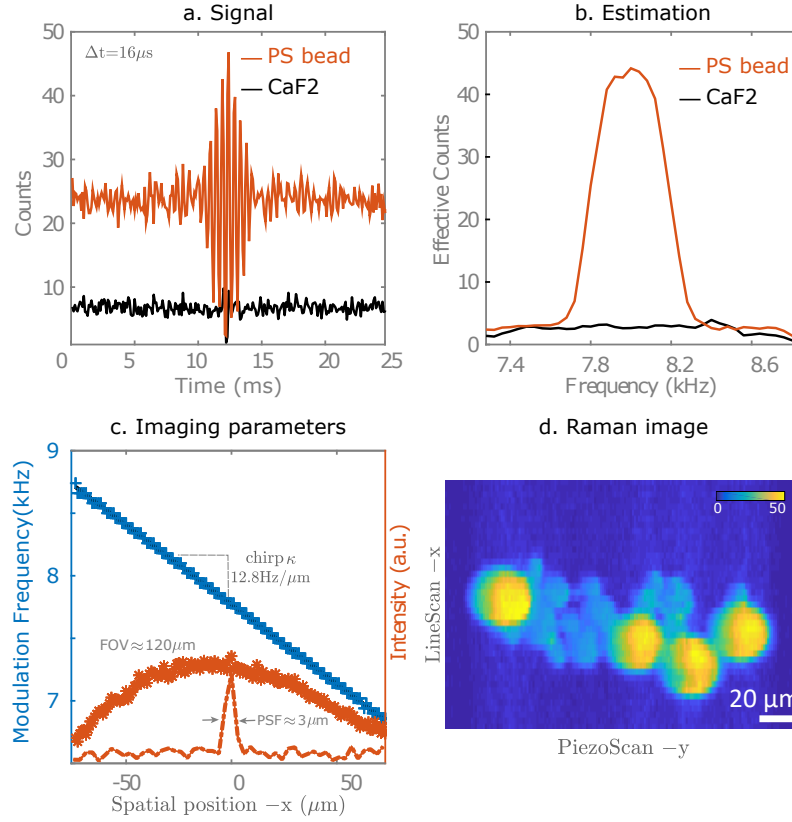 a. Signal
Δt=16μs
PS bead
CaF2
50
40
30
20
10
0
5
10
15
20
25
Counts
Time (ms)
b. Estimation
PS bead
CaF2
50
40
30
20
10
0
7.4
7.8
8.2
8.6
Effective Counts
Frequency (kHz)
c. Imaging parameters
9
8
7
Modulation Frequency(kHz)
Intensity (a.u.)
chirp κ
12.8Hz/μm
FOV≈120μm
PSF≈3μm
-50
0
50
Spatial position −x (μm)
d. Raman image
0 50
LineScan −x
20 μm
PiezoScan −y